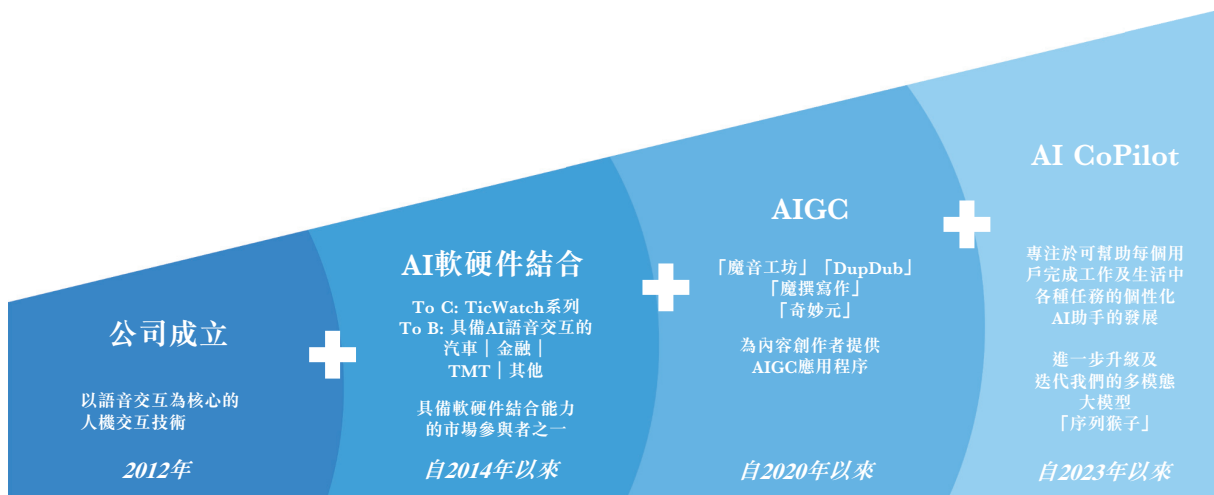 公司成立
以語音交互為核心的
人機交互技術
2012年
AI軟硬件結合
To C: TicWatch系列
To B: 具備AI語音交互的
汽車｜金融｜
TMT｜其他
具備軟硬件結合能力
的市場參與者之一
自2014年以來
AIGC
「魔音工坊」「DupDub」
「魔撰寫作」
「奇妙元」
為內容創作者提供
AIGC應用程序
自2020年以來
AI CoPilot
專注於可幫助每個用
戶完成工作及生活中
各種任務的個性化
AI助手的發展
進一步升級及
迭代我們的多模態
大模型
「序列猴子」
自2023年以來